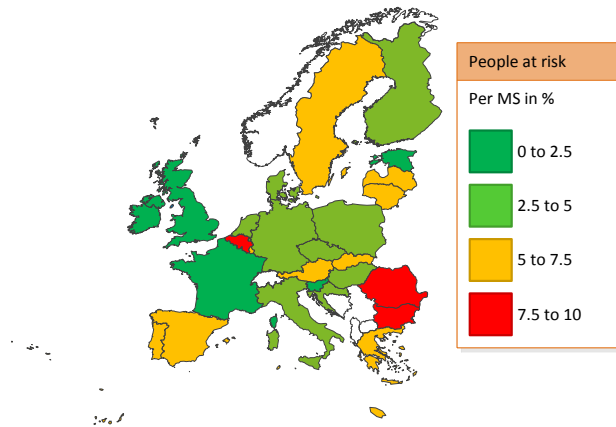 People at risk
Per MS in %
0 to 2.5
2.5 to 5
5 to 7.5
7.5 to 10